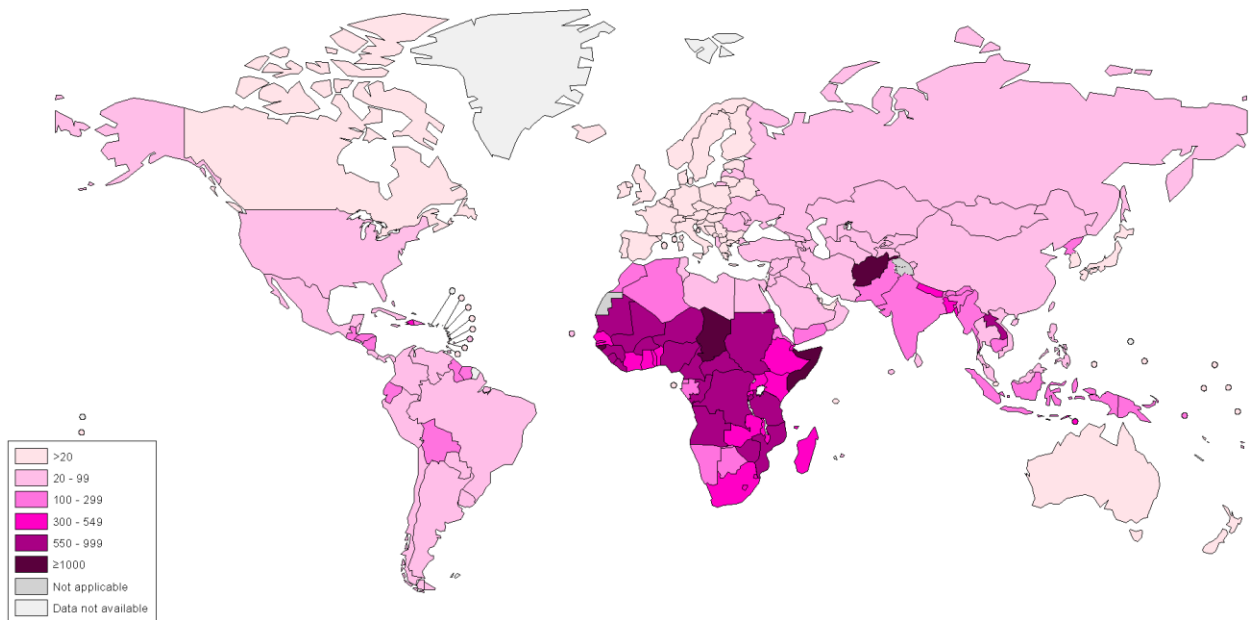 >20
20 - 99
100 - 299
300 - 549
550 - 999
≥1000
Not applicable
Data not available